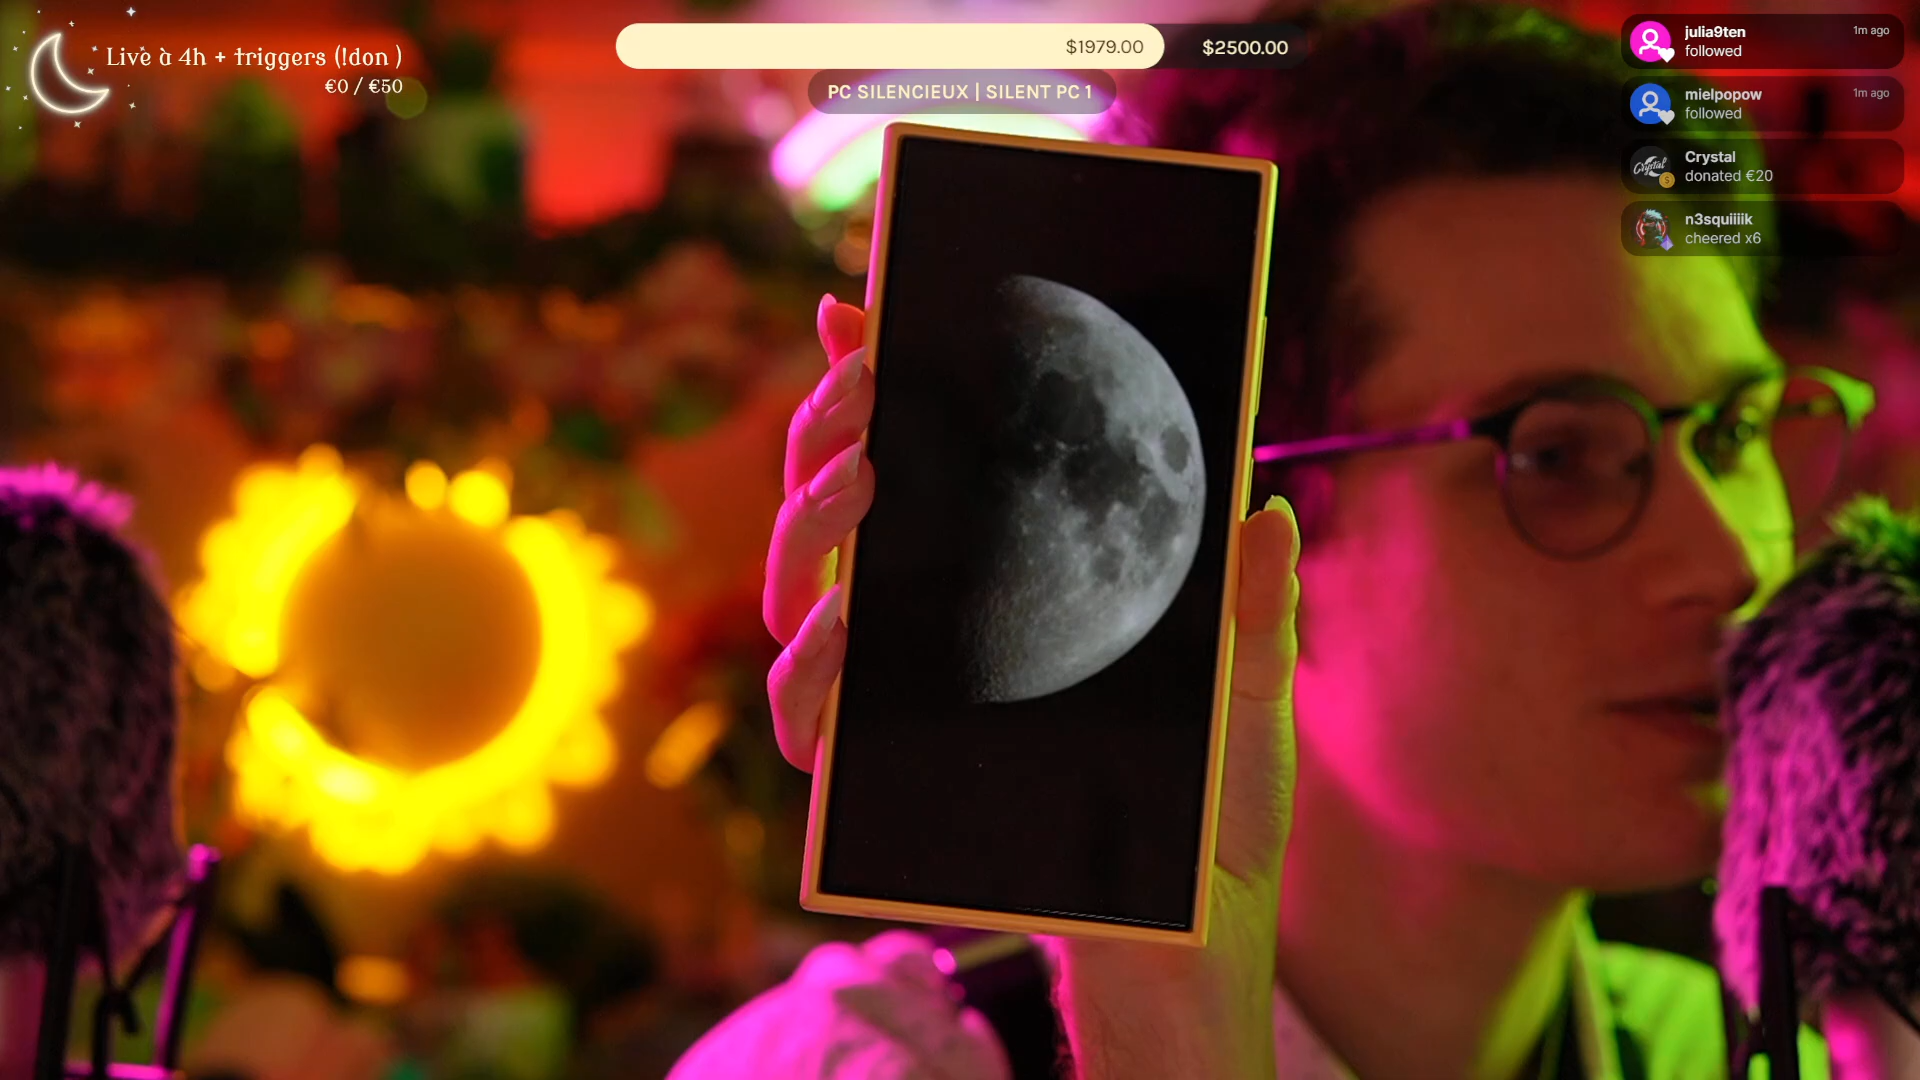 Live à 4h + triggers (!don )
€0 / €50
$1979.00
$2500.00
PC SILENCIEUX | SILENT PC 1
julia9ten
1m ago
followed
mielpopow
1m ago
followed
Crystal
donated €20
n3squiiiik
cheered x6
Crystal